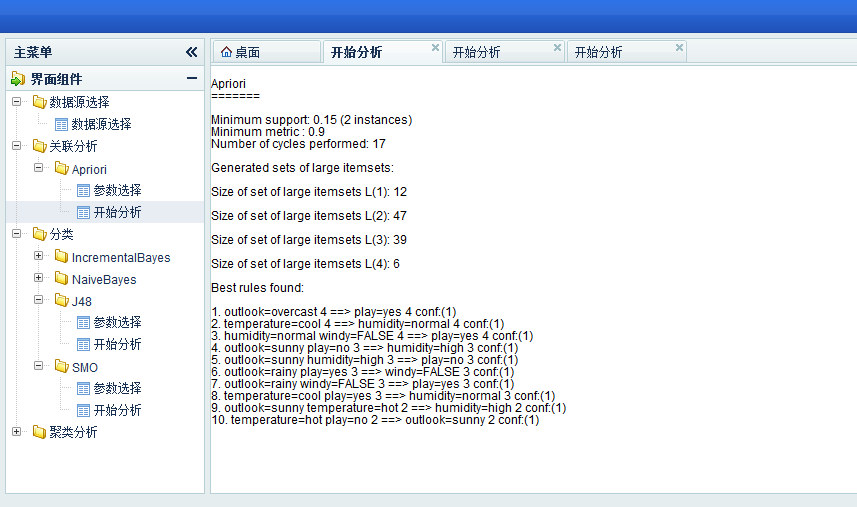 主菜单
界面组件
数据源选择
数据源选择
关联分析
Apriori
参数选择
开始分析
分类
IncrementalBayes
NaiveBayes
J48
参数选择
开始分析
SMO
参数选择
开始分析
聚类分析
桌面
开始分析
开始分析
开始分析
Apriori
=======
Minimum support: 0.15 (2 instances)
Minimum metric : 0.9
Number of cycles performed: 17
Generated sets of large itemsets:
Size of set of large itemsets L(1): 12
Size of set of large itemsets L(2): 47
Size of set of large itemsets L(3): 39
Size of set of large itemsets L(4): 6
Best rules found:
1. outlook=overcast 4 ==> play=yes 4 conf:(1)
2. temperature=cool 4 ==> humidity=normal 4 conf:(1)
3. humidity=normal windy=FALSE 4 ==> play=yes 4 conf:(1)
4. outlook=sunny play=no 3 ==> humidity=high 3 conf:(1)
5. outlook=sunny humidity=high 3 ==> play=no 3 conf:(1)
6. outlook=rainy play=yes 3 ==> windy=FALSE 3 conf:(1)
7. outlook=rainy windy=FALSE 3 ==> play=yes 3 conf:(1)
8. temperature=cool play=yes 3 ==> humidity=normal 3 conf:(1)
9. outlook=sunny temperature=hot 2 ==> humidity=high 2 conf:(1)
10. temperature=hot play=no 2 ==> outlook=sunny 2 conf:(1)